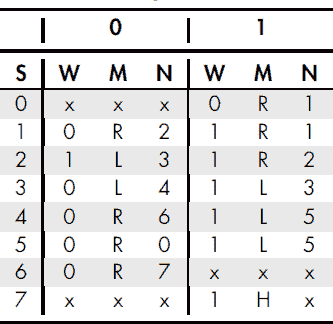 0 1
S W M N W M N
0 x x x 0 R 1
1 0 R 2 1 R 1
2 1 L 3 1 R 2
3 0 L 4 1 L 3
4 0 R 6 1 L 5
5 0 R 0 1 L 5
6 0 R 7 x x x
7 x x x 1 H x